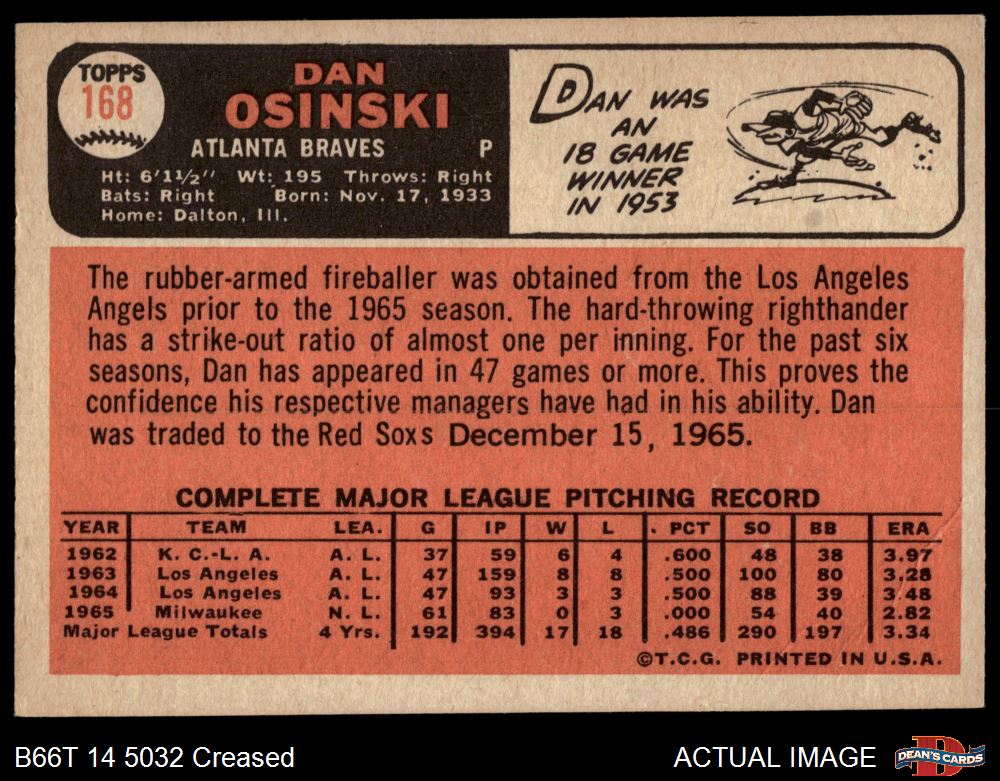 TOPPS
168
DAN
OSINSKI
ATLANTA BRAVES P
Ht: 6'1½" Wt: 195 Throws: Right
Bats: Right Born: Nov. 17, 1933
Home: Dalton, Ill.
DAN WAS
AN
18 GAME
WINNER
IN 1953
The rubber-armed fireballer was obtained from the Los Angeles
Angels prior to the 1965 season. The hard-throwing righthander
has a strike-out ratio of almost one per inning. For the past six
seasons, Dan has appeared in 47 games or more. This proves the
confidence his respective managers have had in his ability. Dan
was traded to the Red Soxs December 15, 1965.
COMPLETE MAJOR LEAGUE PITCHING RECORD
YEAR TEAM LEA. G IP W L PCT SO BB ERA
1962 K. C.-L. A. A. L. 37 59 6 4 .600 48 38 3.97
1963 Los Angeles A. L. 47 159 8 8 .500 100 80 3.28
1964 Los Angeles A. L. 47 93 3 3 .500 88 39 3.48
1965 Milwaukee N. L. 61 83 0 3 .000 54 40 2.82
Major League Totals 4 Yrs. 192 394 17 18 .486 290 197 3.34
©T.C.G. PRINTED IN U.S.A.
B66T 14 5032 Creased
ACTUAL IMAGE
DEAN'S CARDS